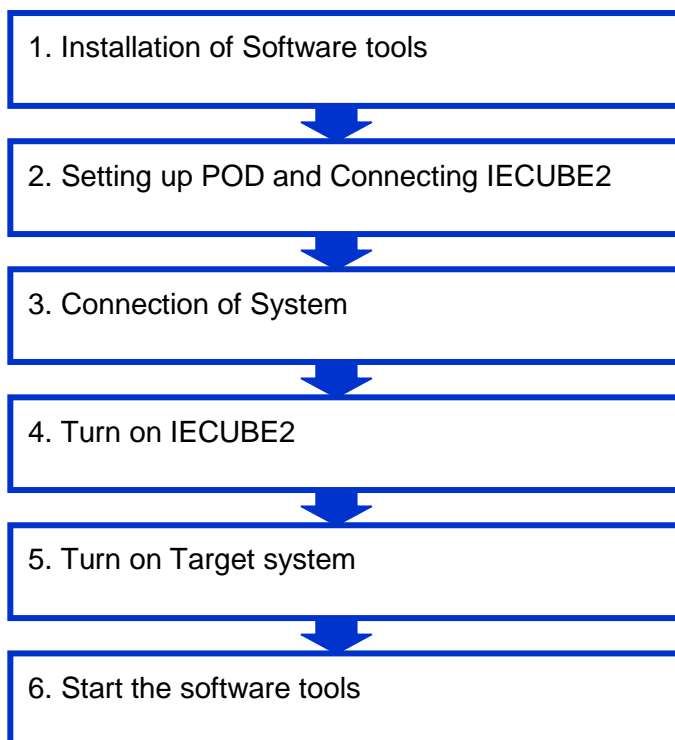 1. Installation of Software tools
2. Setting up POD and Connecting IECUBE2
3. Connection of System
4. Turn on IECUBE2
5. Turn on Target system
6. Start the software tools